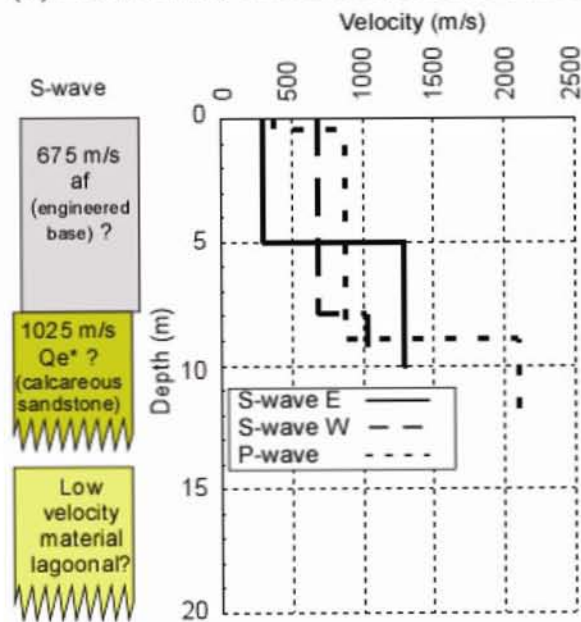 Velocity (m/s)
0
500
1000
1500
2000
2500
S-wave
675 m/s
af
(engineered
base) ?
1025 m/s
Qe* ?
(calcareous
sandstone)
Low
velocity
material
lagoonal?
Depth (m)
0
5
10
15
20
S-wave E
S-wave W
P-wave